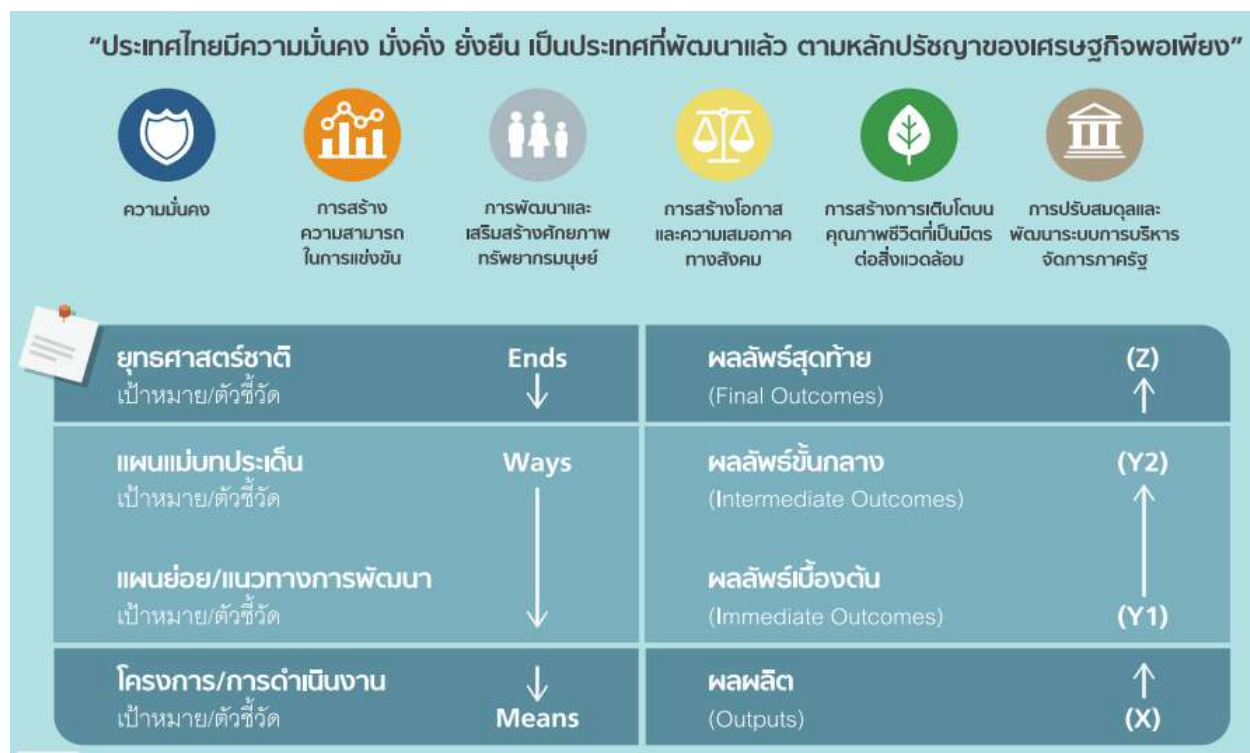 “ประเทศไทยมีความมั่นคง มั่งคั่ง ยั่งยืน เป็นประเทศที่พัฒนาแล้ว ตามหลักปรัชญาของเศรษฐกิจพอเพียง”
ความมั่นคง
การสร้าง
ความสามารถ
ในการแข่งขัน
การพัฒนาและ
เสริมสร้างศักยภาพ
ทรัพยากรมนุษย์
การสร้างโอกาส
และความเสมอภาค
ทางสังคม
การสร้างการเติบโตบน
คุณภาพชีวิตที่เป็นมิตร
ต่อสิ่งแวดล้อม
การปรับสมดุลและ
พัฒนาระบบการบริหาร
จัดการภาครัฐ
ยุทธศาสตร์ชาติ Ends
เป้าหมาย/ตัวชี้วัด
ผลลัพธ์สุดท้าย (Z)
(Final Outcomes)
แผนแม่บทประเด็น Ways
เป้าหมาย/ตัวชี้วัด
ผลลัพธ์ขั้นกลาง (Y2)
(Intermediate Outcomes)
แผนย่อย/แนวทางการพัฒนา
เป้าหมาย/ตัวชี้วัด
ผลลัพธ์เบื้องต้น
(Immediate Outcomes) (Y1)
โครงการ/การดำเนินงาน
เป้าหมาย/ตัวชี้วัด Means
ผลผลิต
(Outputs) (X)